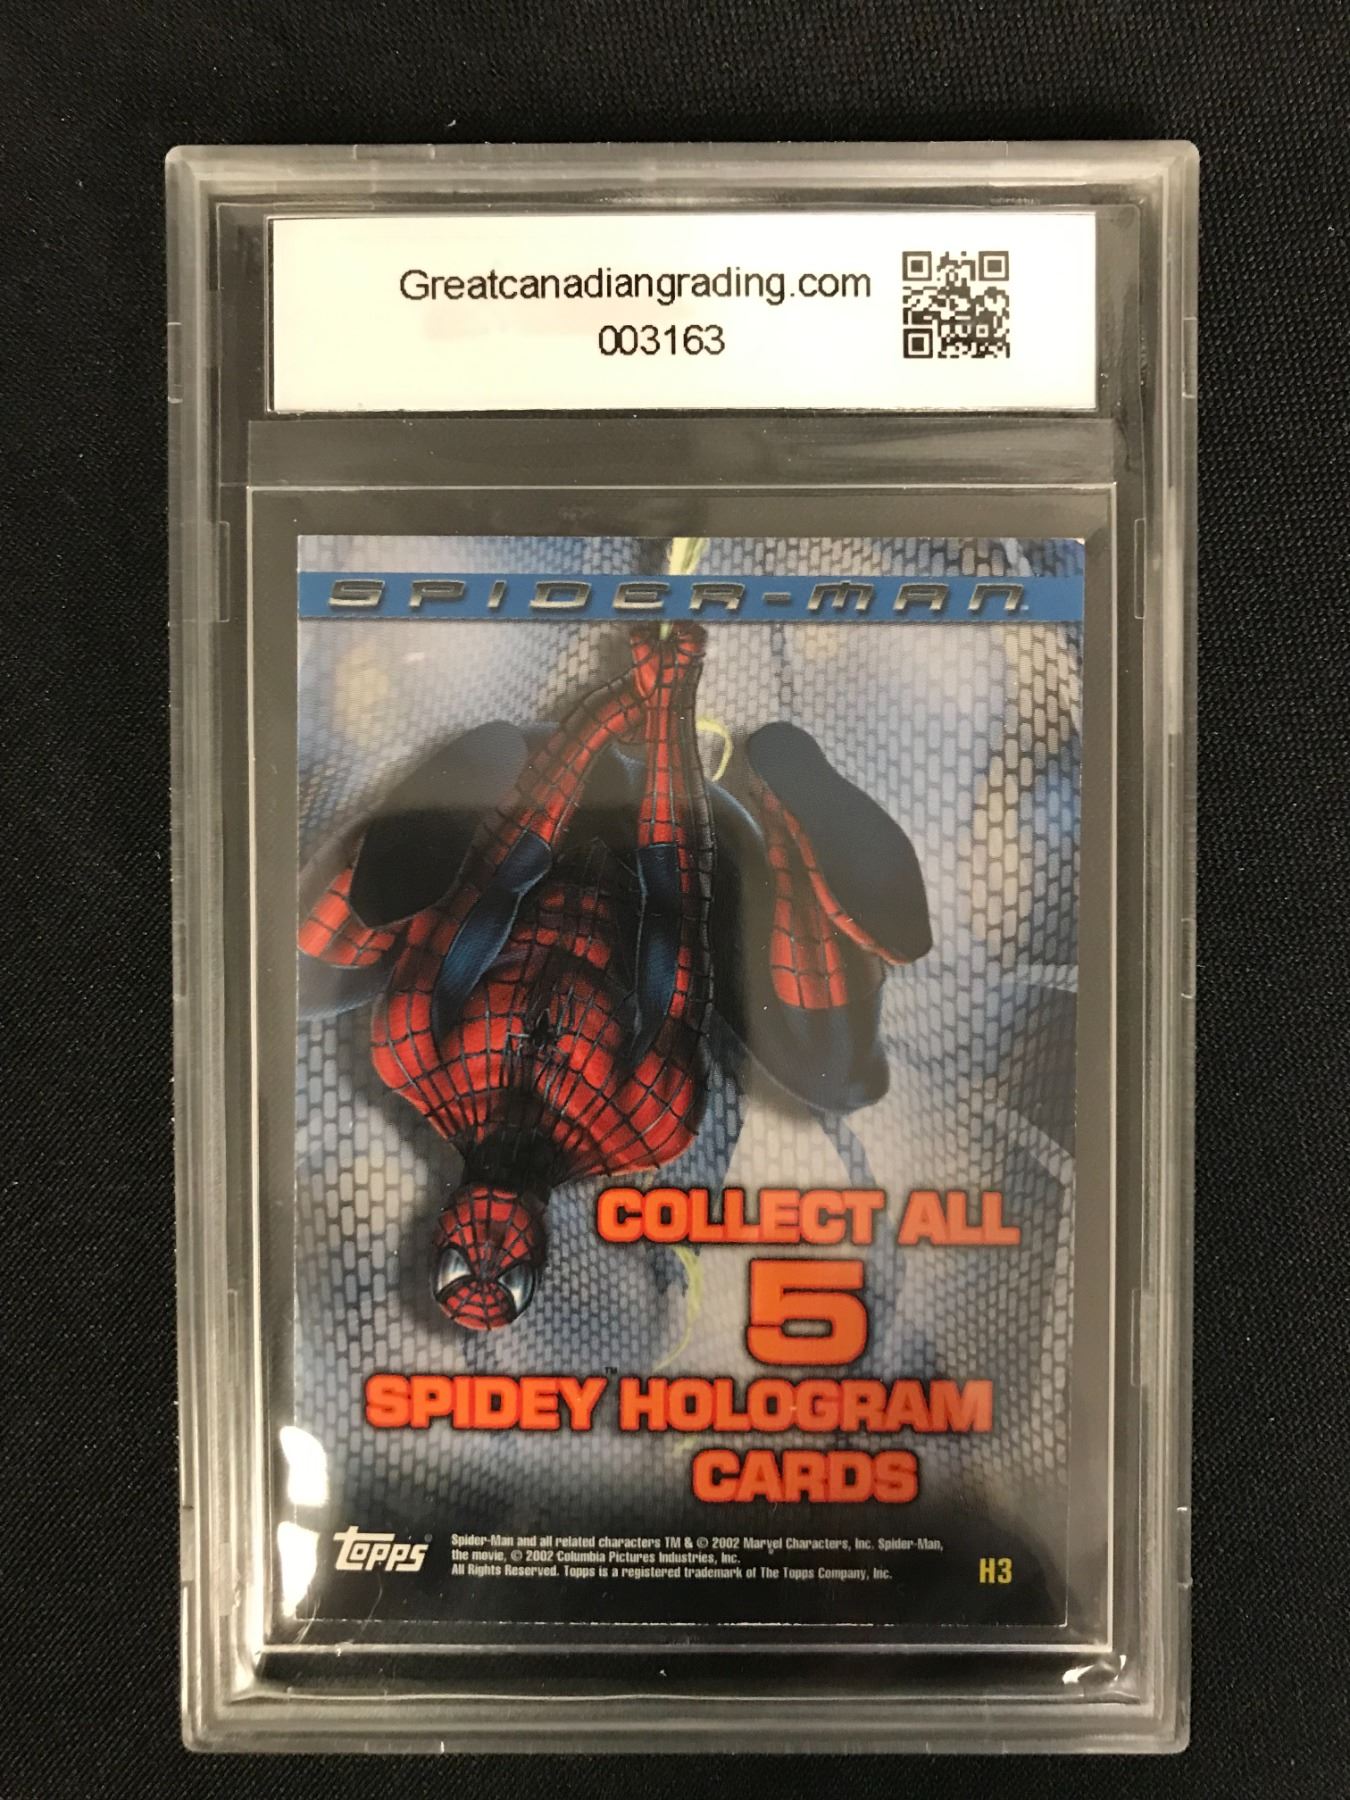 Greatcanadiangrading.com
003163
SPIDER-MAN
COLLECT ALL
5
SPIDEY™ HOLOGRAM
CARDS
TOPPS®
Spider-Man and all related characters TM & © 2002 Marvel Characters, Inc. Spider-Man,
the movie, © 2002 Columbia Pictures Industries, Inc.
All Rights Reserved. Topps is a registered trademark of The Topps Company, Inc.
H3